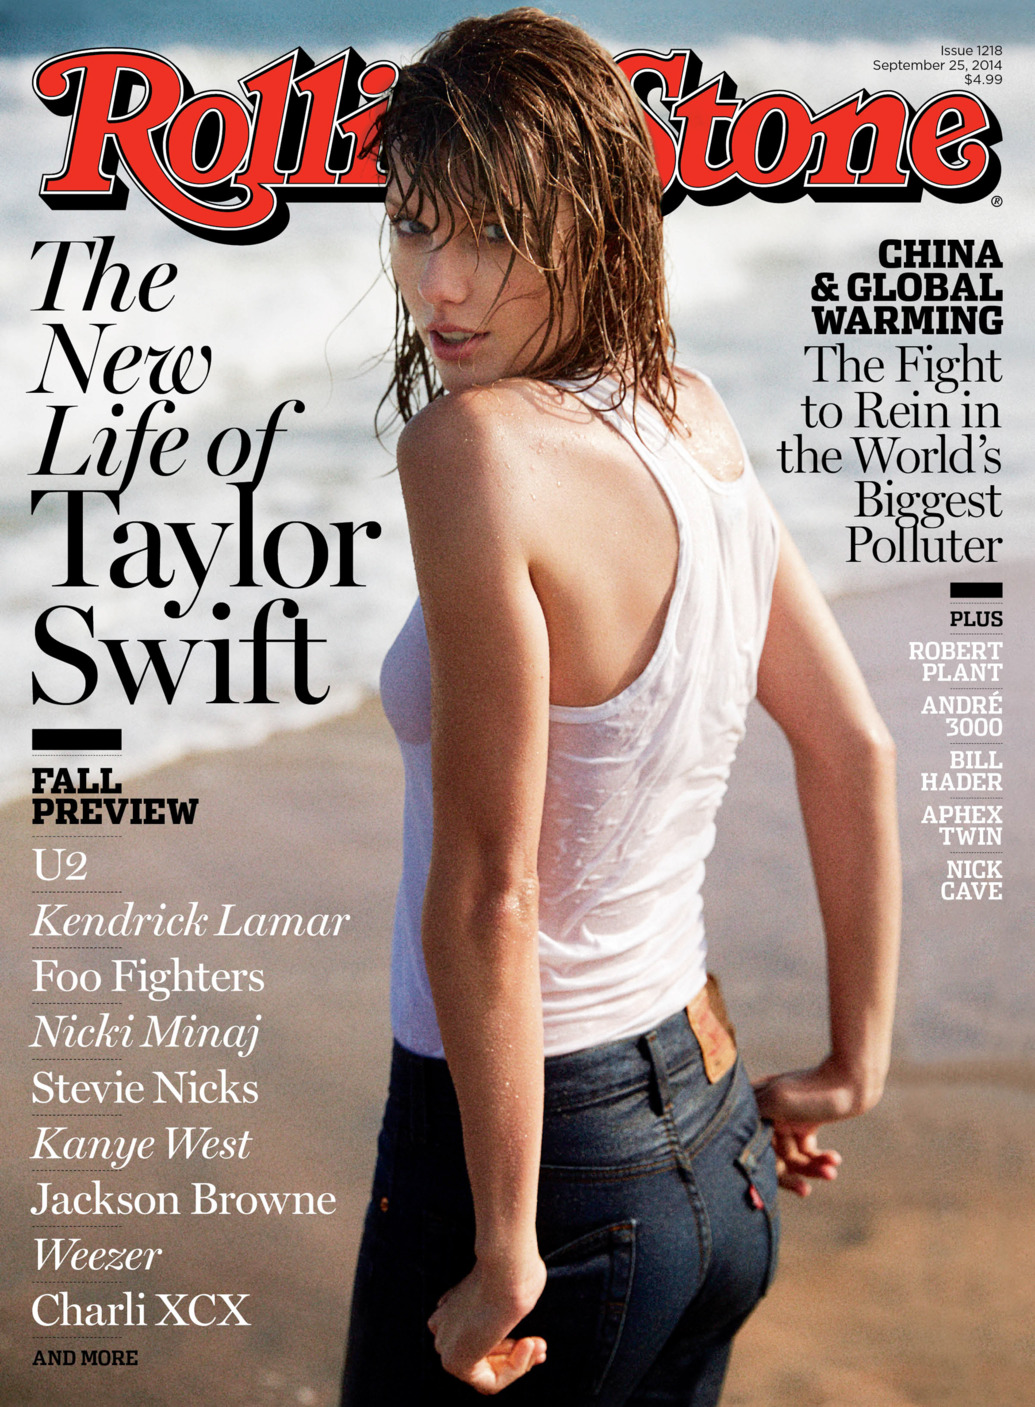 Rolling Stone
Issue 1218
September 25, 2014
$4.99
®
The
New
Life of
Taylor
Swift
FALL
PREVIEW
U2
Kendrick Lamar
Foo Fighters
Nicki Minaj
Stevie Nicks
Kanye West
Jackson Browne
Weezer
Charli XCX
AND MORE
CHINA
& GLOBAL
WARMING
The Fight
to Rein in
the World's
Biggest
Polluter
PLUS
ROBERT
PLANT
ANDRÉ
3000
BILL
HADER
APHEX
TWIN
NICK
CAVE